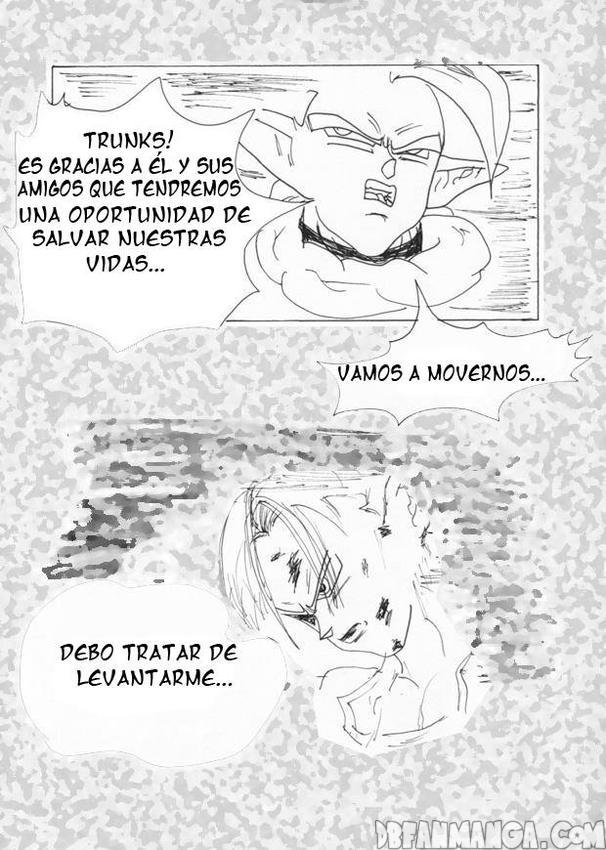 TRUNKS!
ES GRACIAS A ÉL Y SUS
AMIGOS QUE TENDREMOS
UNA OPORTUNIDAD DE
SALVAR NUESTRAS
VIDAS...
VAMOS A MOVERNOS...
DEBO TRATAR DE
LEVANTARME...
DBFANMANGA.COM